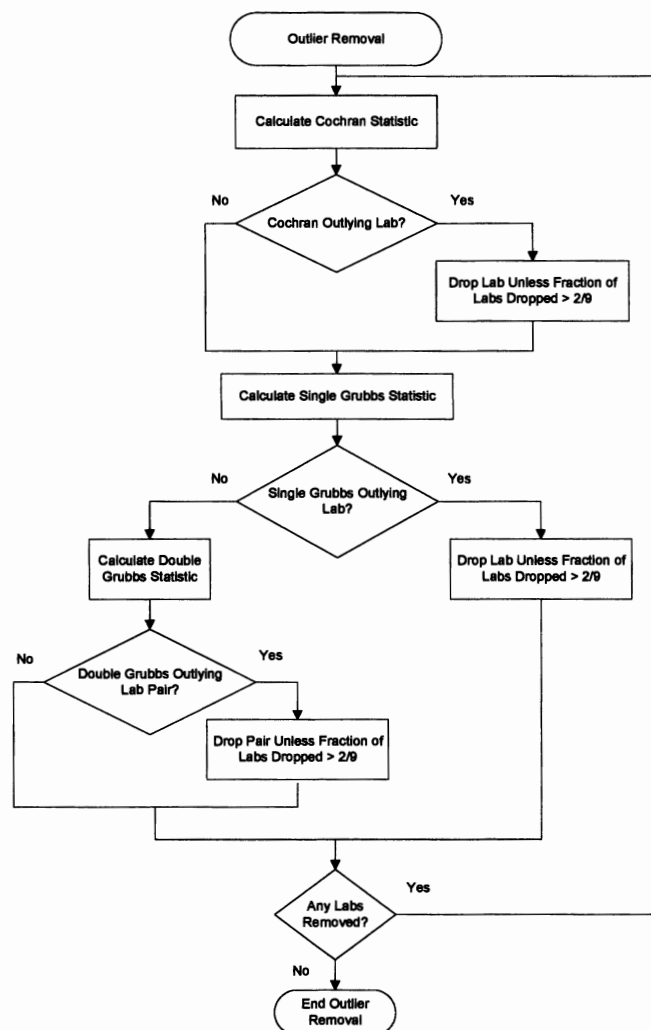 Outlier Removal
Calculate Cochran Statistic
No
Yes
Cochran Outlying Lab?
Drop Lab Unless Fraction of
Labs Dropped > 2/9
Calculate Single Grubbs Statistic
No
Yes
Single Grubbs Outlying
Lab?
Calculate Double
Grubbs Statistic
Drop Lab Unless Fraction of
Labs Dropped > 2/9
No
Yes
Double Grubbs Outlying
Lab Pair?
Drop Pair Unless Fraction of
Labs Dropped > 2/9
Yes
Any Labs
Removed?
No
End Outlier
Removal